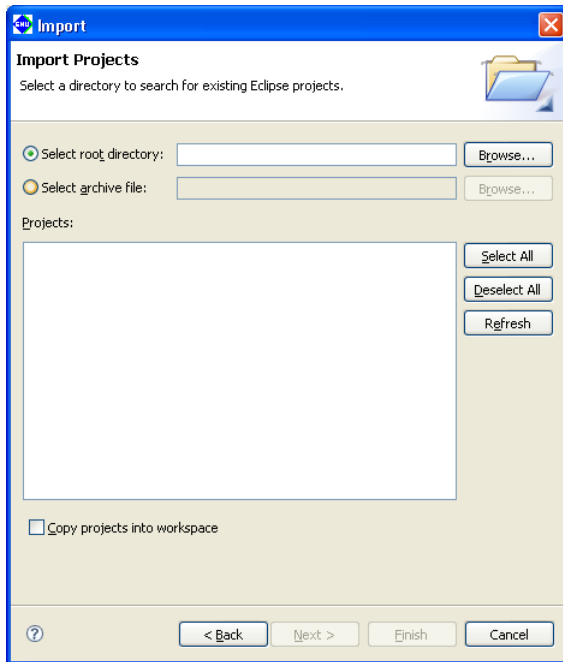 Import
Import Projects
Select a directory to search for existing Eclipse projects.
Select root directory:
Browse...
Select archive file:
Browse...
Projects:
Select All
Deselect All
Refresh
Copy projects into workspace
?
< Back
Next >
Finish
Cancel